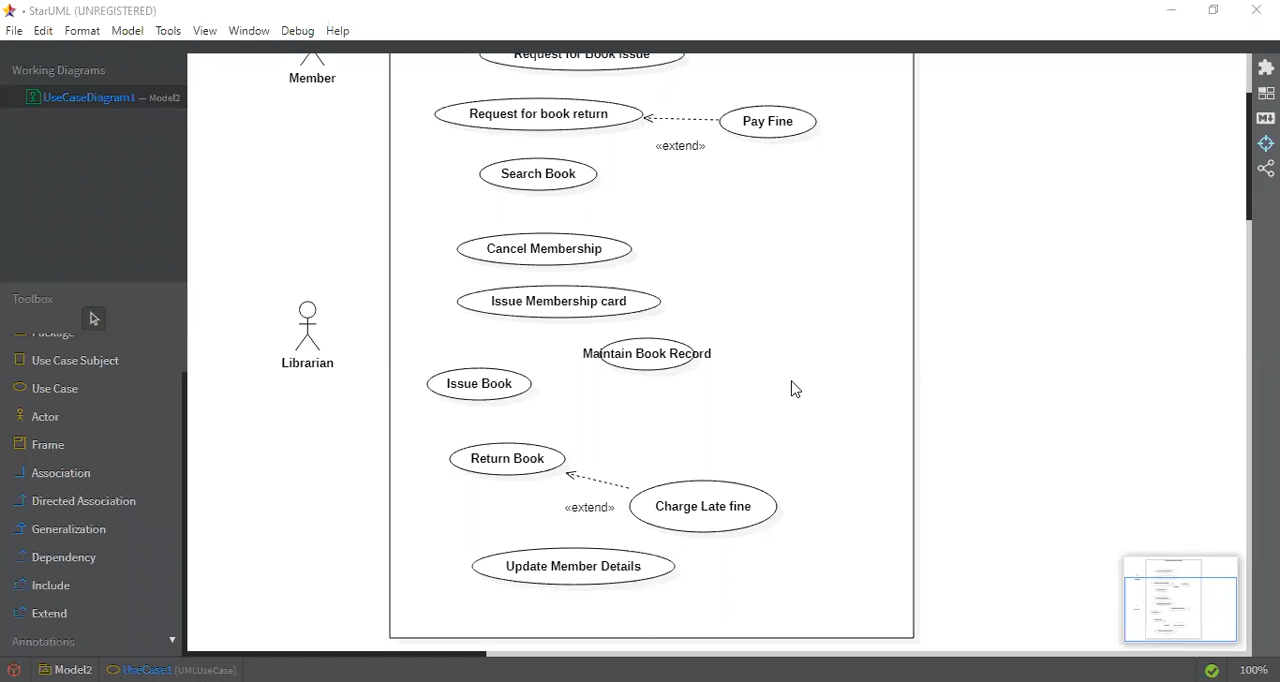 StarUML (UNREGISTERED)
File Edit Format Model Tools View Window Debug Help
Working Diagrams
UseCaseDiagram1 — Model2
Toolbox
Package
Use Case Subject
Use Case
Actor
Frame
Association
Directed Association
Generalization
Dependency
Include
Extend
Annotations
Request for Book Issue
Member
Request for book return
Pay Fine
«extend»
Search Book
Cancel Membership
Issue Membership card
Librarian
Maintain Book Record
Issue Book
Return Book
«extend»
Charge Late fine
Update Member Details
M↓
Model2 UseCase1 [UMLUseCase]
100%